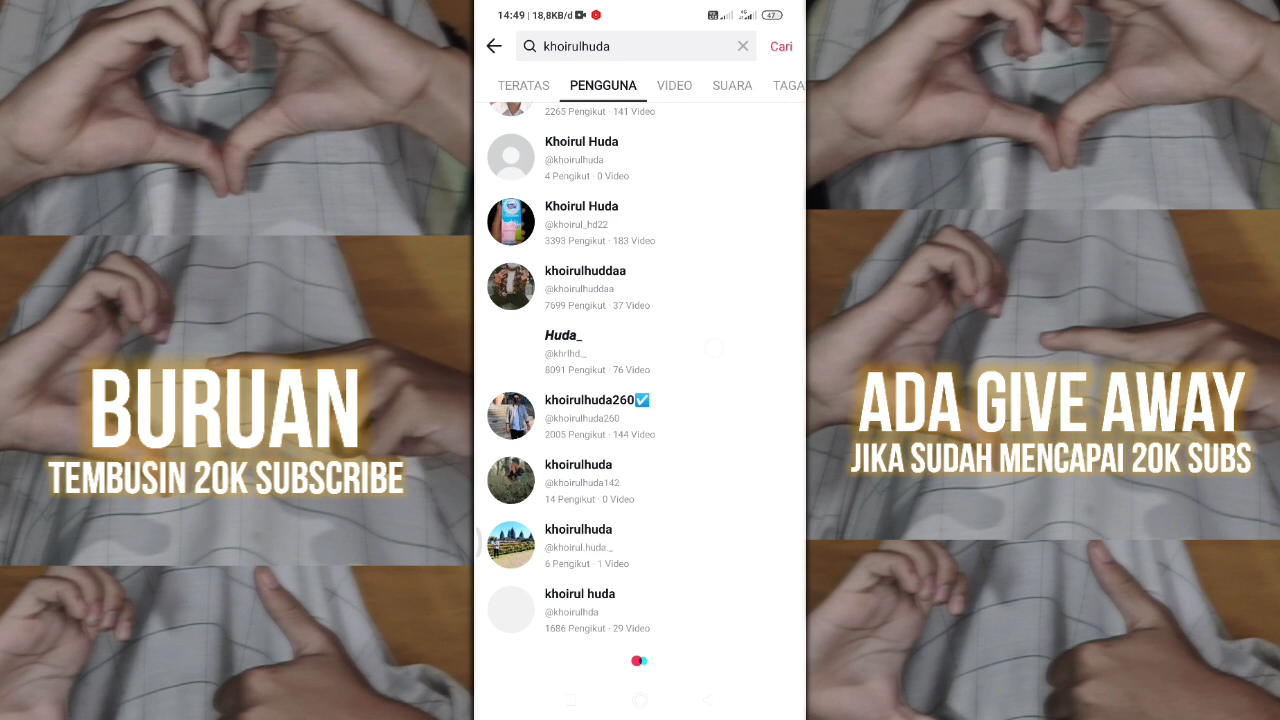 14:49 | 18,8KB/d
47
khoirulhuda
Cari
TERATAS PENGGUNA VIDEO SUARA TAGA
2265 Pengikut · 141 Video
Khoirul Huda
@khoirulhuda
4 Pengikut · 0 Video
Khoirul Huda
@khoirul_hd22
3393 Pengikut · 183 Video
khoirulhuddaa
@khoirulhuddaa
7699 Pengikut · 37 Video
Huda_
@khrlhd._
8091 Pengikut · 76 Video
khoirulhuda260☑️
@khoirulhuda260
2005 Pengikut · 144 Video
khoirulhuda
@khoirulhuda142
14 Pengikut · 0 Video
khoirulhuda
@khoirul.huda._
6 Pengikut · 1 Video
khoirul huda
@khoirulhda
1686 Pengikut · 29 Video
BURUAN
TEMBUSIN 20K SUBSCRIBE
ADA GIVE AWAY
JIKA SUDAH MENCAPAI 20K SUBS